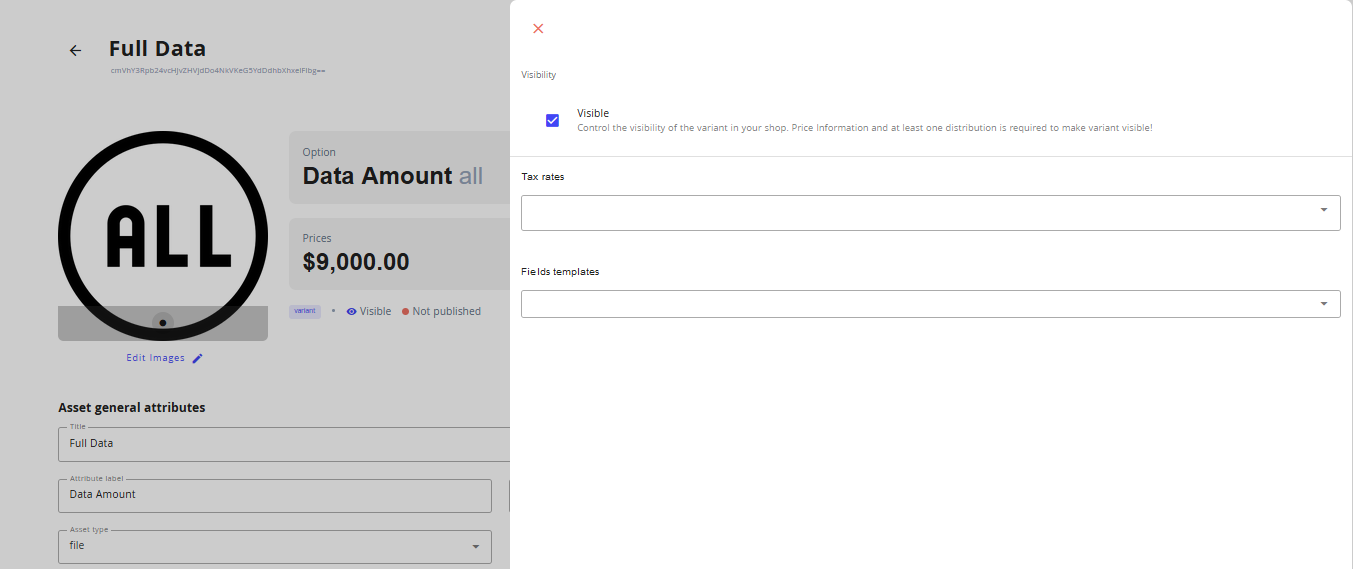 Full Data
Option
Data Amount all
ALL
Prices
$9,000.00
variant • Visible Not published
Edit Images
Asset general attributes
Title
Full Data
Attribute label
Data Amount
Asset type
file
Visibility
Visible
Control the visibility of the variant in your shop. Price Information and at least one distribution is required to make variant visible!
Tax rates
Fields templates